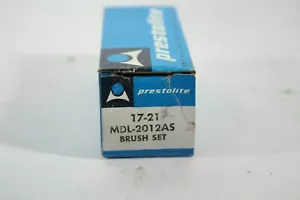 prestolite
prestolite
17-21
MDL-2012AS
BRUSH SET